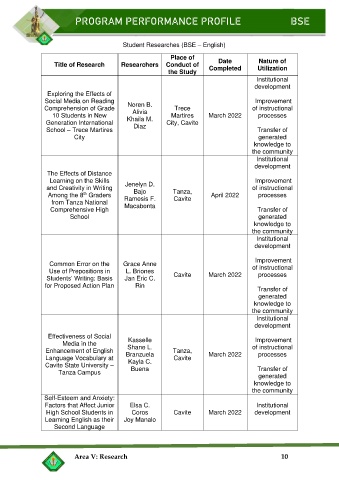 PROGRAM PERFORMANCE PROFILE BSE
Student Researches (BSE – English)
Title of Research
Researchers
Place of
Conduct of
the Study
Date
Completed
Nature of
Utilization
Exploring the Effects of
Social Media on Reading
Comprehension of Grade
10 Students in New
Generation International
School – Trece Martires
City
Noren B.
Alivia
Khaila M.
Diaz
Trece
Martires
City, Cavite
March 2022
Institutional
development
Improvement
of instructional
processes
Transfer of
generated
knowledge to
the community
The Effects of Distance
Learning on the Skills
and Creativity in Writing
Among the 8th Graders
from Tanza National
Comprehensive High
School
Jenelyn D.
Bajo
Ramesis F.
Macabenta
Tanza,
Cavite
April 2022
Institutional
development
Improvement
of instructional
processes
Transfer of
generated
knowledge to
the community
Common Error on the
Use of Prepositions in
Students' Writing: Basis
for Proposed Action Plan
Grace Anne
L. Briones
Jan Eric C.
Rin
Cavite
March 2022
Institutional
development
Improvement
of instructional
processes
Transfer of
generated
knowledge to
the community
Effectiveness of Social
Media in the
Enhancement of English
Language Vocabulary at
Cavite State University –
Tanza Campus
Kasselle
Shane L.
Branzuela
Kayla C.
Buena
Tanza,
Cavite
March 2022
Institutional
development
Improvement
of instructional
processes
Transfer of
generated
knowledge to
the community
Self-Esteem and Anxiety:
Factors that Affect Junior
High School Students in
Learning English as their
Second Language
Elsa C.
Coros
Joy Manalo
Cavite
March 2022
Institutional
development
Area V: Research 10